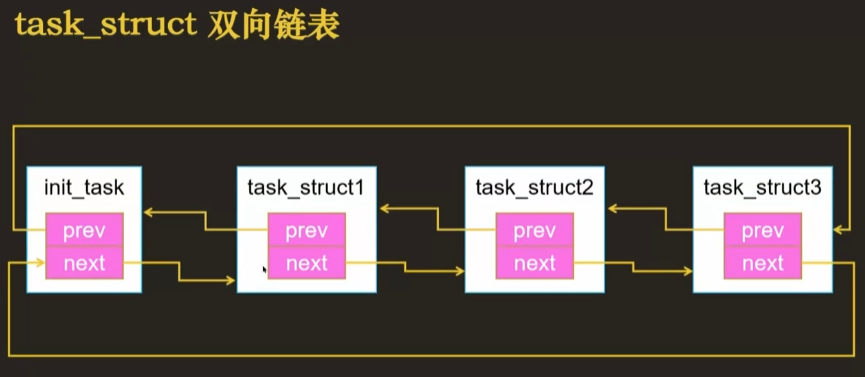 task_struct 双向链表
init_task
prev
next
task_struct1
prev
next
task_struct2
prev
next
task_struct3
prev
next